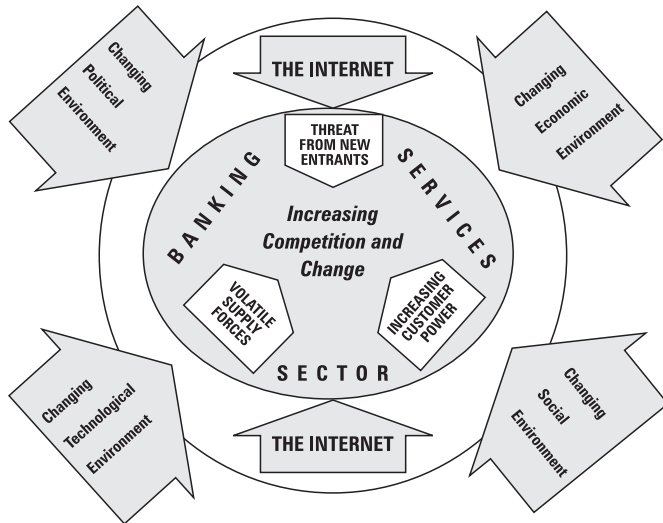 Changing
Political
Environment
THE INTERNET
Changing
Economic
Environment
THREAT
FROM NEW
ENTRANTS
BANKING
SERVICES
Increasing
Competition and
Change
VOLATILE
SUPPLY
FORCES
INCREASING
CUSTOMER
POWER
SECTOR
Changing
Technological
Environment
THE INTERNET
Changing
Social
Environment